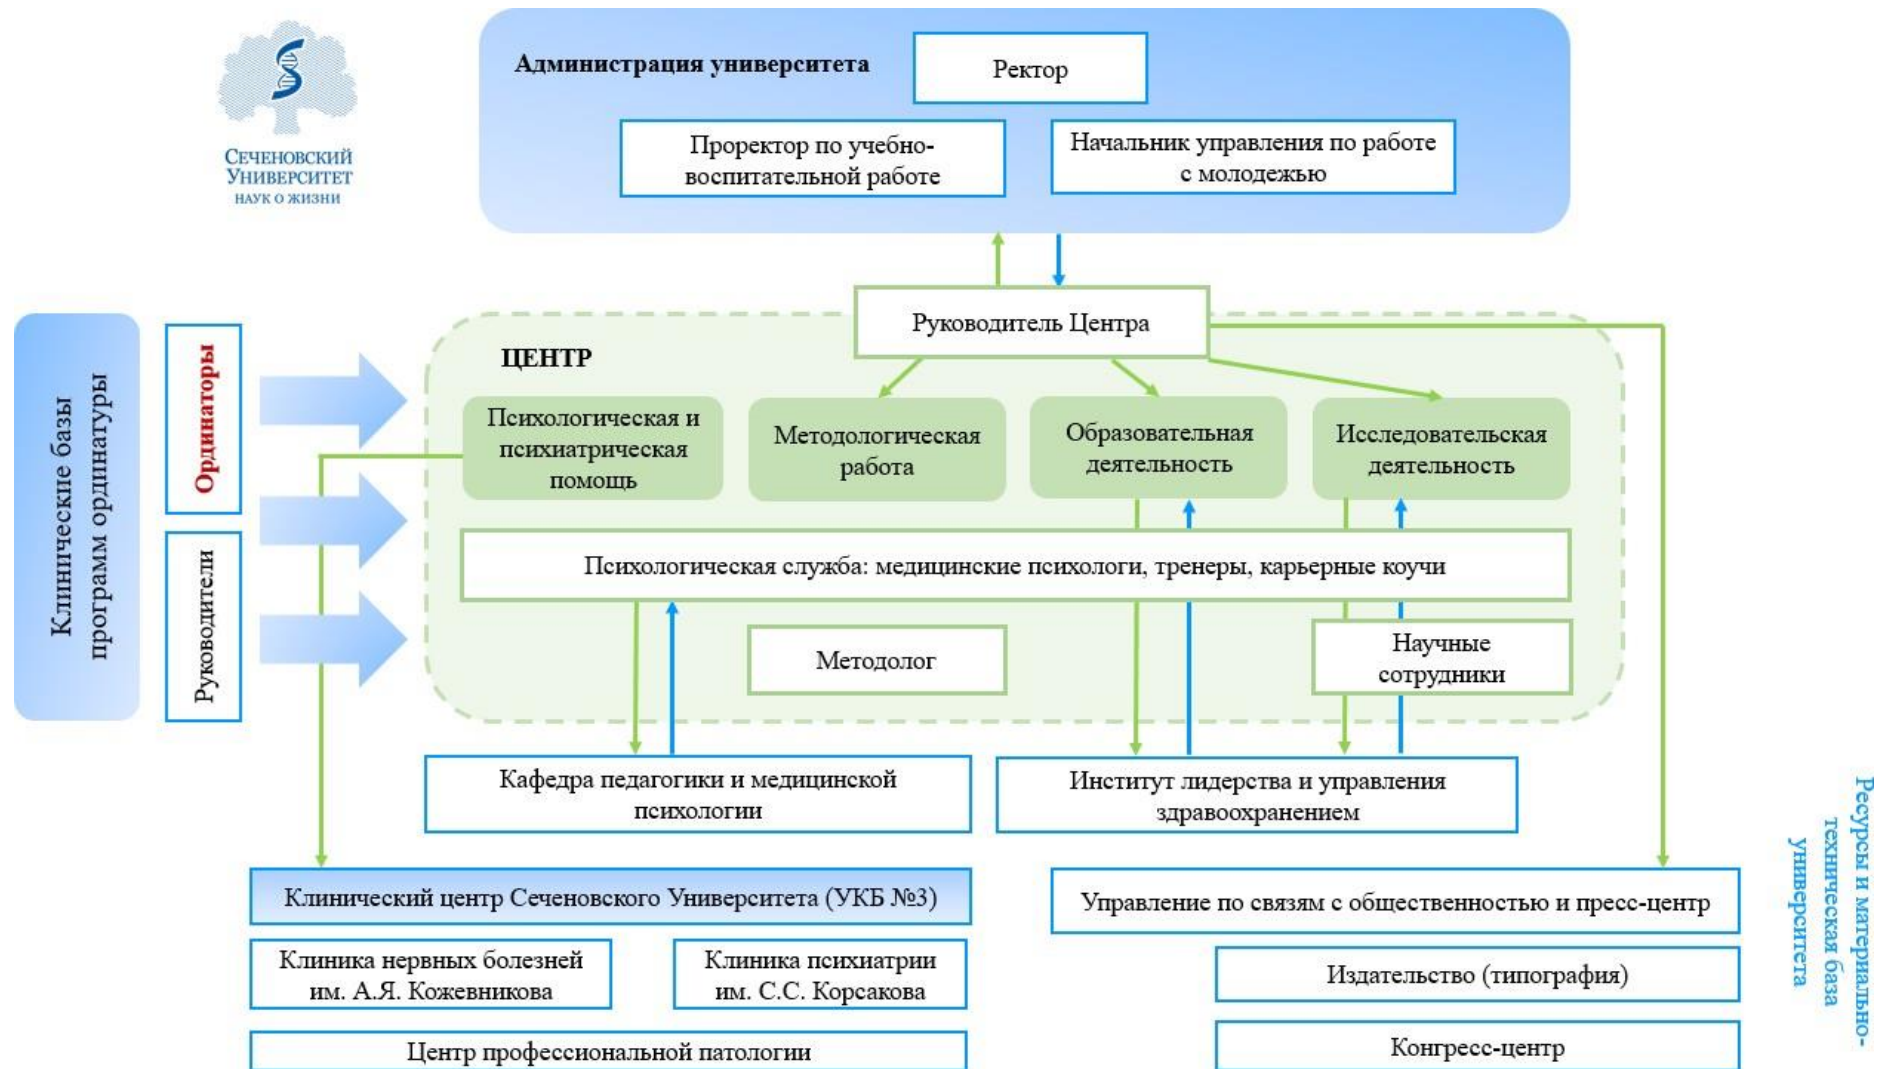 СЕЧЕНОВСКИЙ
УНИВЕРСИТЕТ
НАУК О ЖИЗНИ
Администрация университета
Ректор
Проректор по учебно-
воспитательной работе
Начальник управления по работе
с молодежью
Руководитель Центра
ЦЕНТР
Клинические базы
программ ординатуры
Ординаторы
Руководители
Психологическая и
психиатрическая
помощь
Методологическая
работа
Образовательная
деятельность
Исследовательская
деятельность
Психологическая служба: медицинские психологи, тренеры, карьерные коучи
Методолог
Научные
сотрудники
Кафедра педагогики и медицинской
психологии
Институт лидерства и управления
здравоохранением
Клинический центр Сеченовского Университета (УКБ №3)
Клиника нервных болезней
им. А.Я. Кожевникова
Клиника психиатрии
им. С.С. Корсакова
Центр профессиональной патологии
Управление по связям с общественностью и пресс-центр
Издательство (типография)
Конгресс-центр
Ресурсы и материально-
техническая база
университета